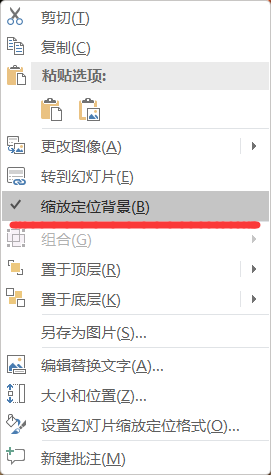 剪切(T)
复制(C)
粘贴选项:
更改图像(A)
转到幻灯片(E)
缩放定位背景(B)
组合(G)
置于顶层(R)
置于底层(K)
另存为图片(S)...
编辑替换文字(A)...
大小和位置(Z)...
设置幻灯片缩放定位格式(O)...
新建批注(M)